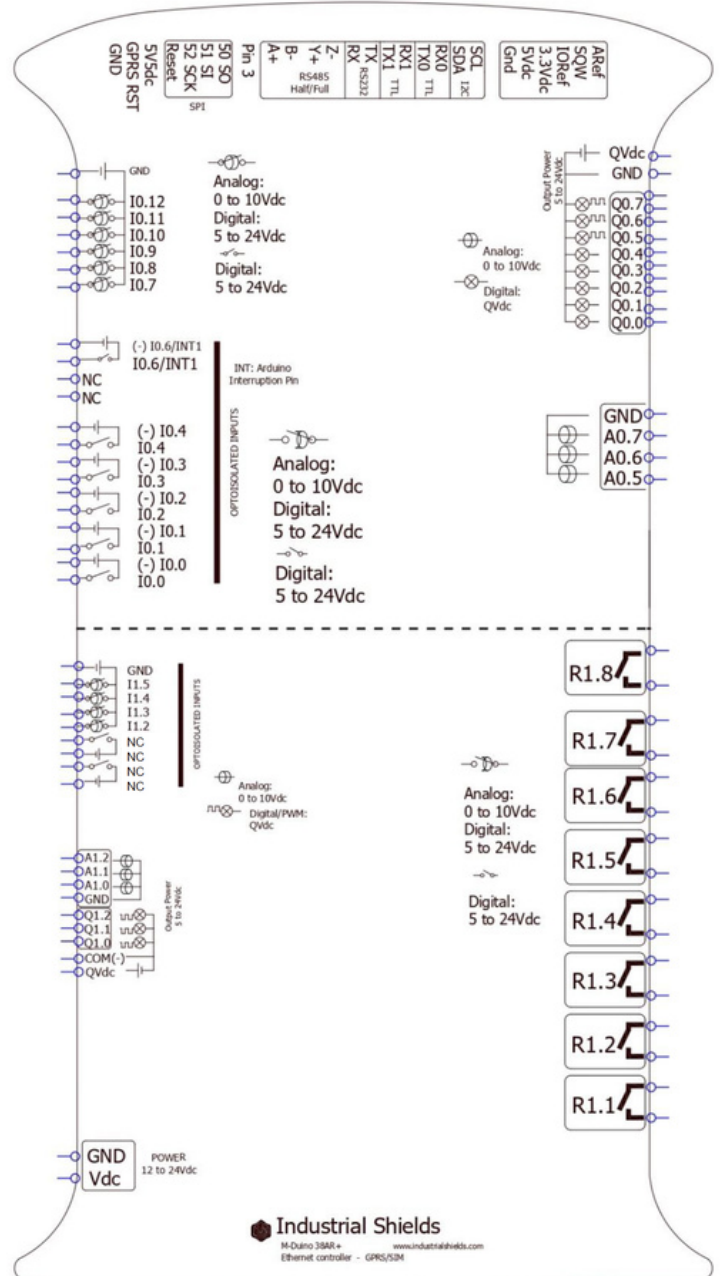 GND
GPRS RST
5V5dc
Reset
52 SCK
51 SI
50 SO
SPI
Pin 3
A+
B-
Y+
Z-
RS485
Half/Full
RX
TX
RS232
TX1
RX1
TTL
TX0
RX0
TTL
SDA
SCL
I2C
Gnd
5Vdc
3.3Vdc
IORef
SQW
ARef
GND
I0.12
I0.11
I0.10
I0.9
I0.8
I0.7
Analog:
0 to 10Vdc
Digital:
5 to 24Vdc
Digital:
5 to 24Vdc
Output Power
5 to 24Vdc
QVdc
GND
Q0.7
Q0.6
Q0.5
Q0.4
Q0.3
Q0.2
Q0.1
Q0.0
Analog:
0 to 10Vdc
Digital:
QVdc
(-) I0.6/INT1
I0.6/INT1
NC
NC
INT: Arduino
Interruption Pin
(-) I0.4
I0.4
(-) I0.3
I0.3
(-) I0.2
I0.2
(-) I0.1
I0.1
(-) I0.0
I0.0
OPTOISOLATED INPUTS
Analog:
0 to 10Vdc
Digital:
5 to 24Vdc
Digital:
5 to 24Vdc
GND
A0.7
A0.6
A0.5
GND
I1.5
I1.4
I1.3
I1.2
NC
NC
NC
NC
OPTOISOLATED INPUTS
Analog:
0 to 10Vdc
Digital/PWM:
QVdc
Analog:
0 to 10Vdc
Digital:
5 to 24Vdc
Digital:
5 to 24Vdc
R1.8
R1.7
R1.6
R1.5
R1.4
R1.3
R1.2
R1.1
A1.2
A1.1
A1.0
GND
Q1.2
Q1.1
Q1.0
COM(-)
QVdc
Output Power
5 to 24Vdc
GND
Vdc
POWER
12 to 24Vdc
Industrial Shields
M-Duino 38AR+ www.industrialshields.com
Ethernet controller - GPRS/SIM